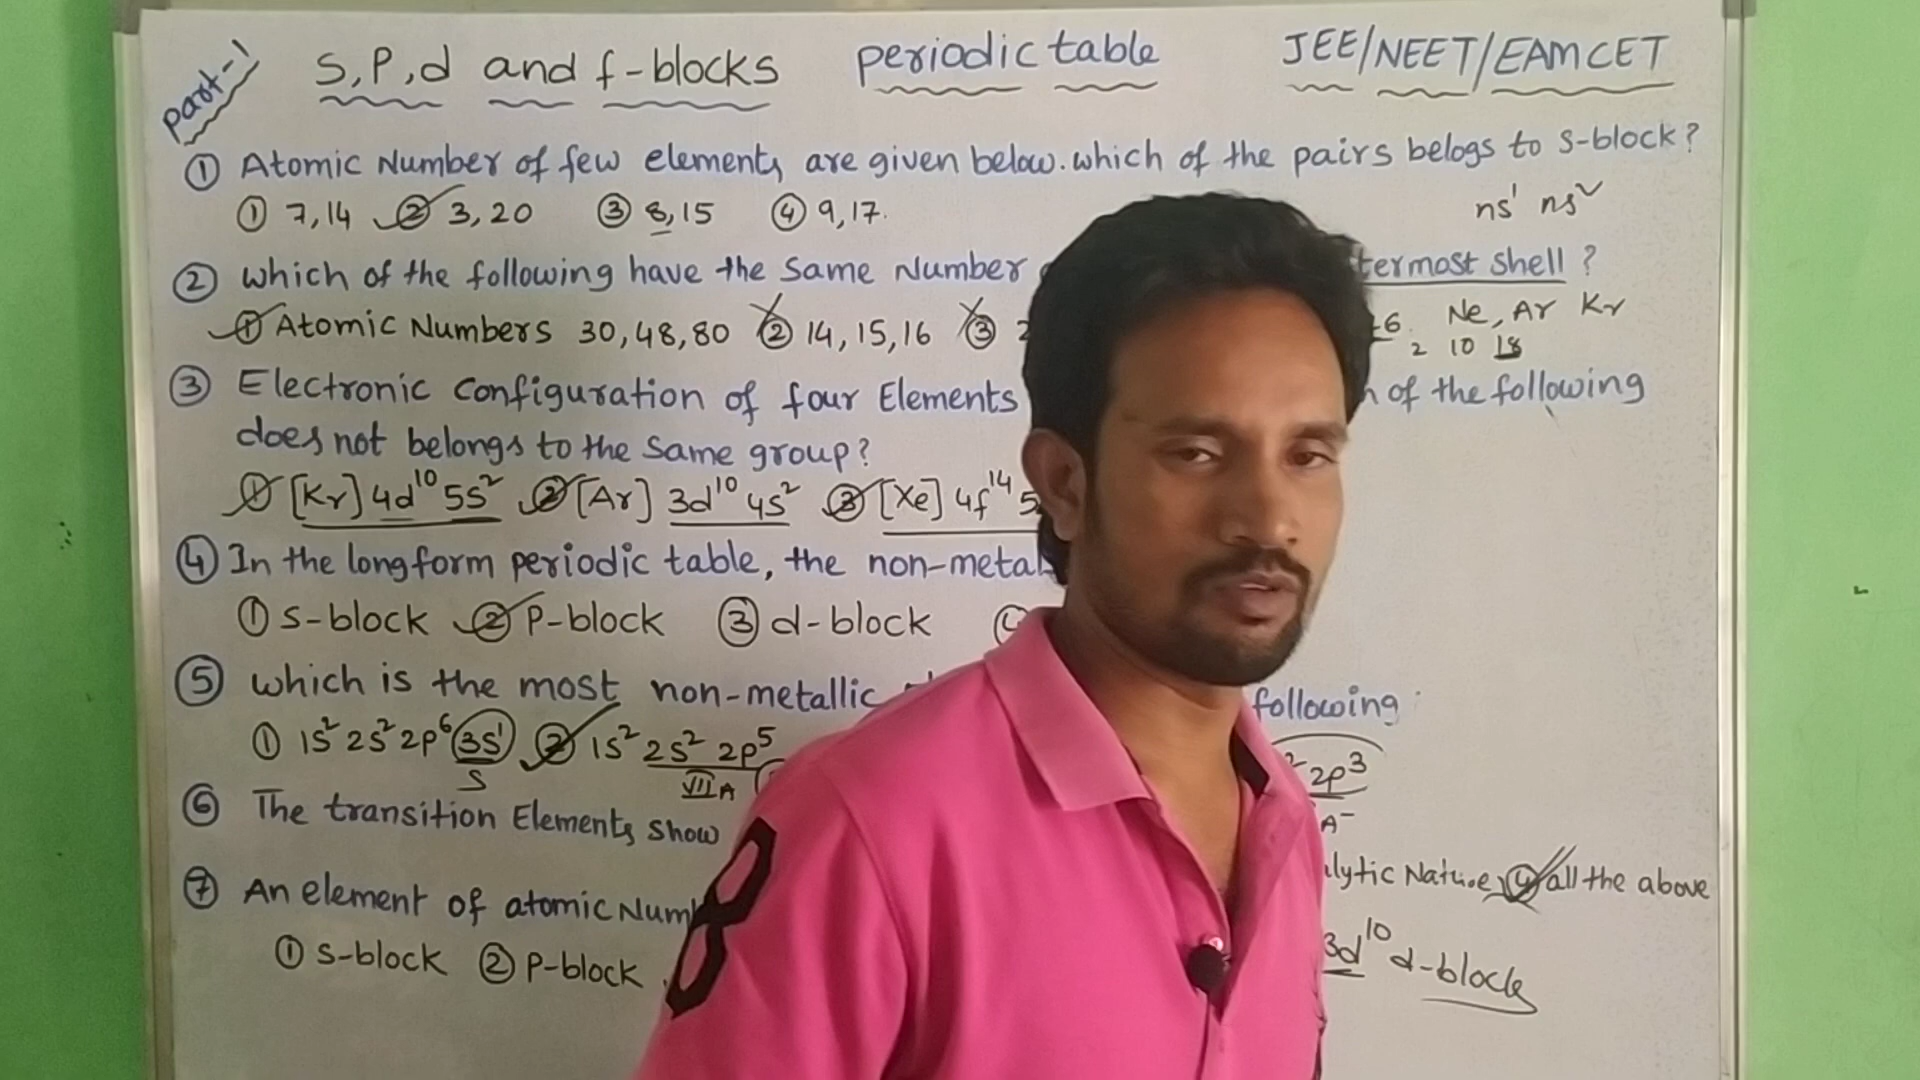 Part-1
S, P, d and f-blocks periodic table JEE/NEET/EAMCET
① Atomic Number of few elements are given below. which of the pairs belogs to s-block?
① 7,14 ② 3,20 ③ 8,15 ④ 9,17.
ns¹ ns²
② which of the following have the same Number termost shell?
① Atomic Numbers 30,48,80 ② 14,15,16 ③
6. Ne, Ar Kr
2 10 18
③ Electronic configuration of four Elements of the following
does not belongs to the same group?
① [Kr] 4d¹⁰ 5s² ② [Ar] 3d¹⁰ 4s² ③ [Xe] 4f¹⁴ 5
④ In the longform periodic table, the non-metal
① s-block ② P-block ③ d-block
⑤ which is the most non-metallic following
① 1s² 2s² 2p⁶ 3s¹ ② 1s² 2s² 2p⁵ 2p³
S VII A A
⑥ The transition Elements show
lytic Nature ④ all the above
⑦ An element of atomic Num
3d¹⁰ d-block
① s-block ② P-block
8